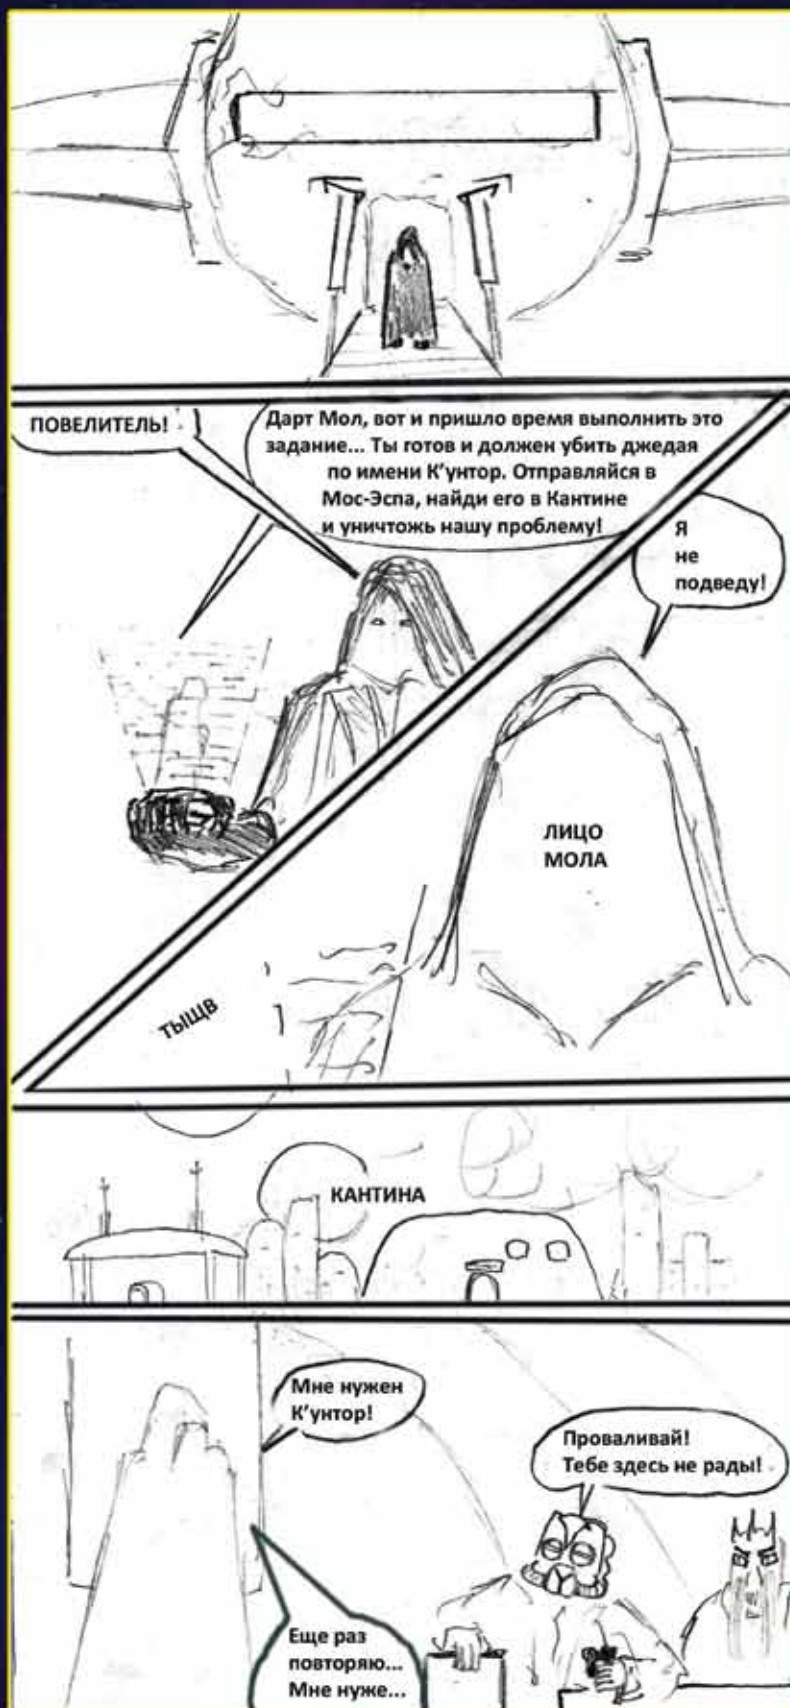 ПОВЕЛИТЕЛЬ!
Дарт Мол, вот и пришло время выполнить это
задание... Ты готов и должен убить джедая
по имени К'унтор. Отправляйся в
Мос-Эспа, найди его в Кантине
и уничтожь нашу проблему!
Я
не
подведу!
ЛИЦО
МОЛА
ТЫЩВ
КАНТИНА
Мне нужен
К'унтор!
Проваливай!
Тебе здесь не рады!
Еще раз
повторяю...
Мне нуже...